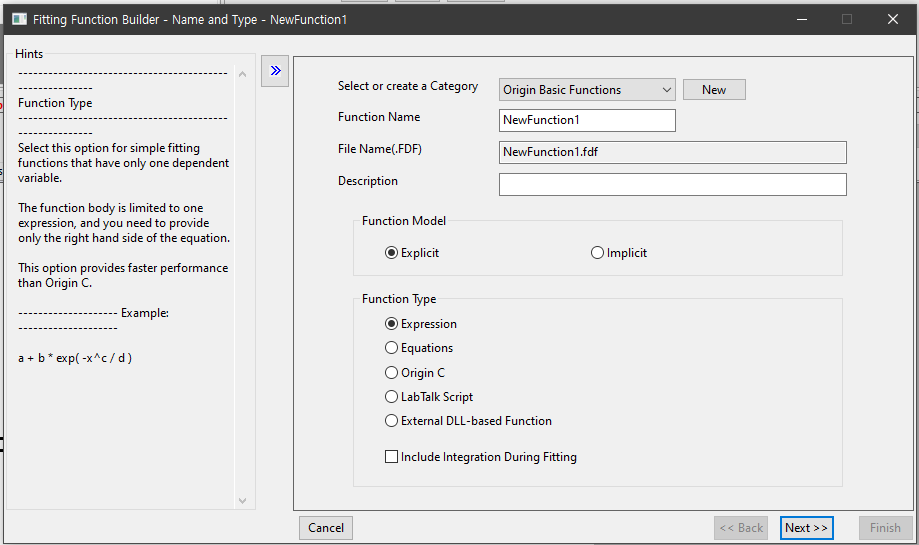 Fitting Function Builder - Name and Type - NewFunction1
Hints
------------------------------------------
---------------
Function Type
------------------------------------------
---------------
Select this option for simple fitting
functions that have only one dependent
variable.
The function body is limited to one
expression, and you need to provide
only the right hand side of the equation.
This option provides faster performance
than Origin C.
-------------------- Example:
--------------------
a + b * exp( -x^c / d )
Select or create a Category
Origin Basic Functions
New
Function Name
NewFunction1
File Name(.FDF)
NewFunction1.fdf
Description
Function Model
Explicit
Implicit
Function Type
Expression
Equations
Origin C
LabTalk Script
External DLL-based Function
Include Integration During Fitting
Cancel
<< Back
Next >>
Finish